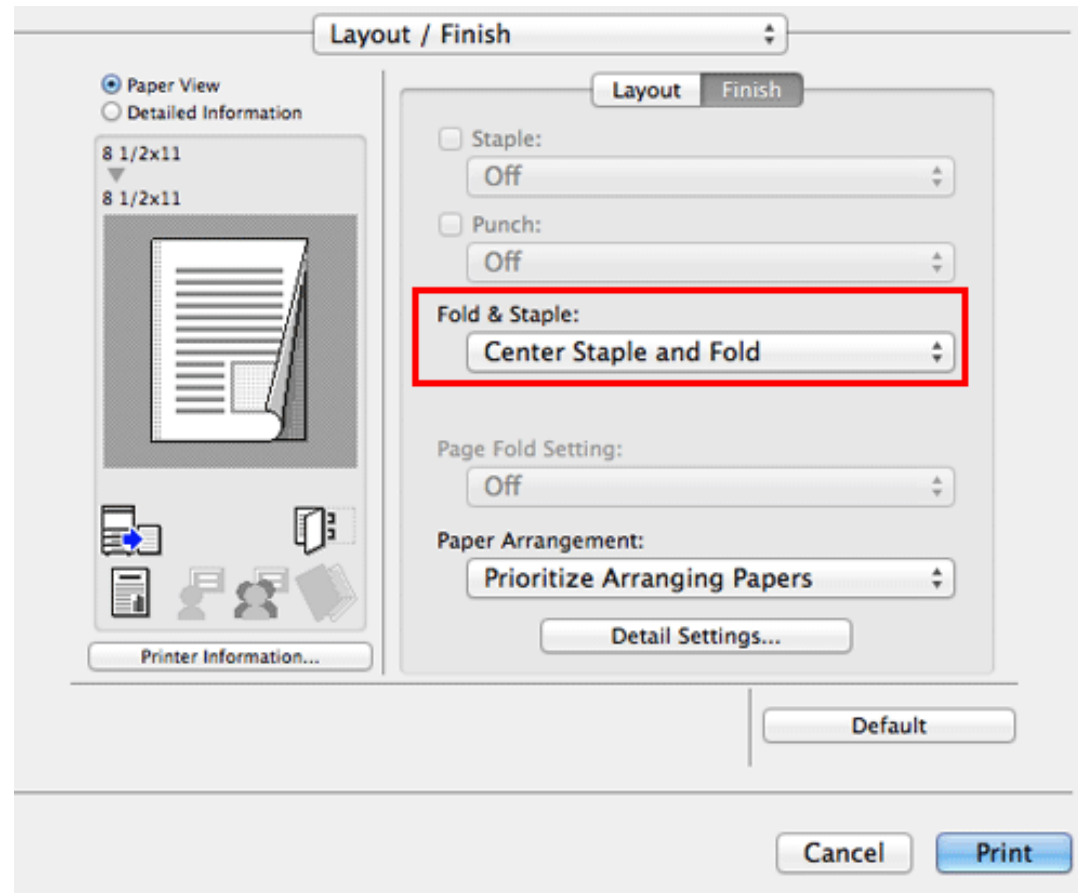 Layout / Finish
Paper View
Detailed Information
8 1/2x11
8 1/2x11
Printer Information...
Layout Finish
Staple:
Off
Punch:
Off
Fold & Staple:
Center Staple and Fold
Page Fold Setting:
Off
Paper Arrangement:
Prioritize Arranging Papers
Detail Settings...
Default
Cancel Print